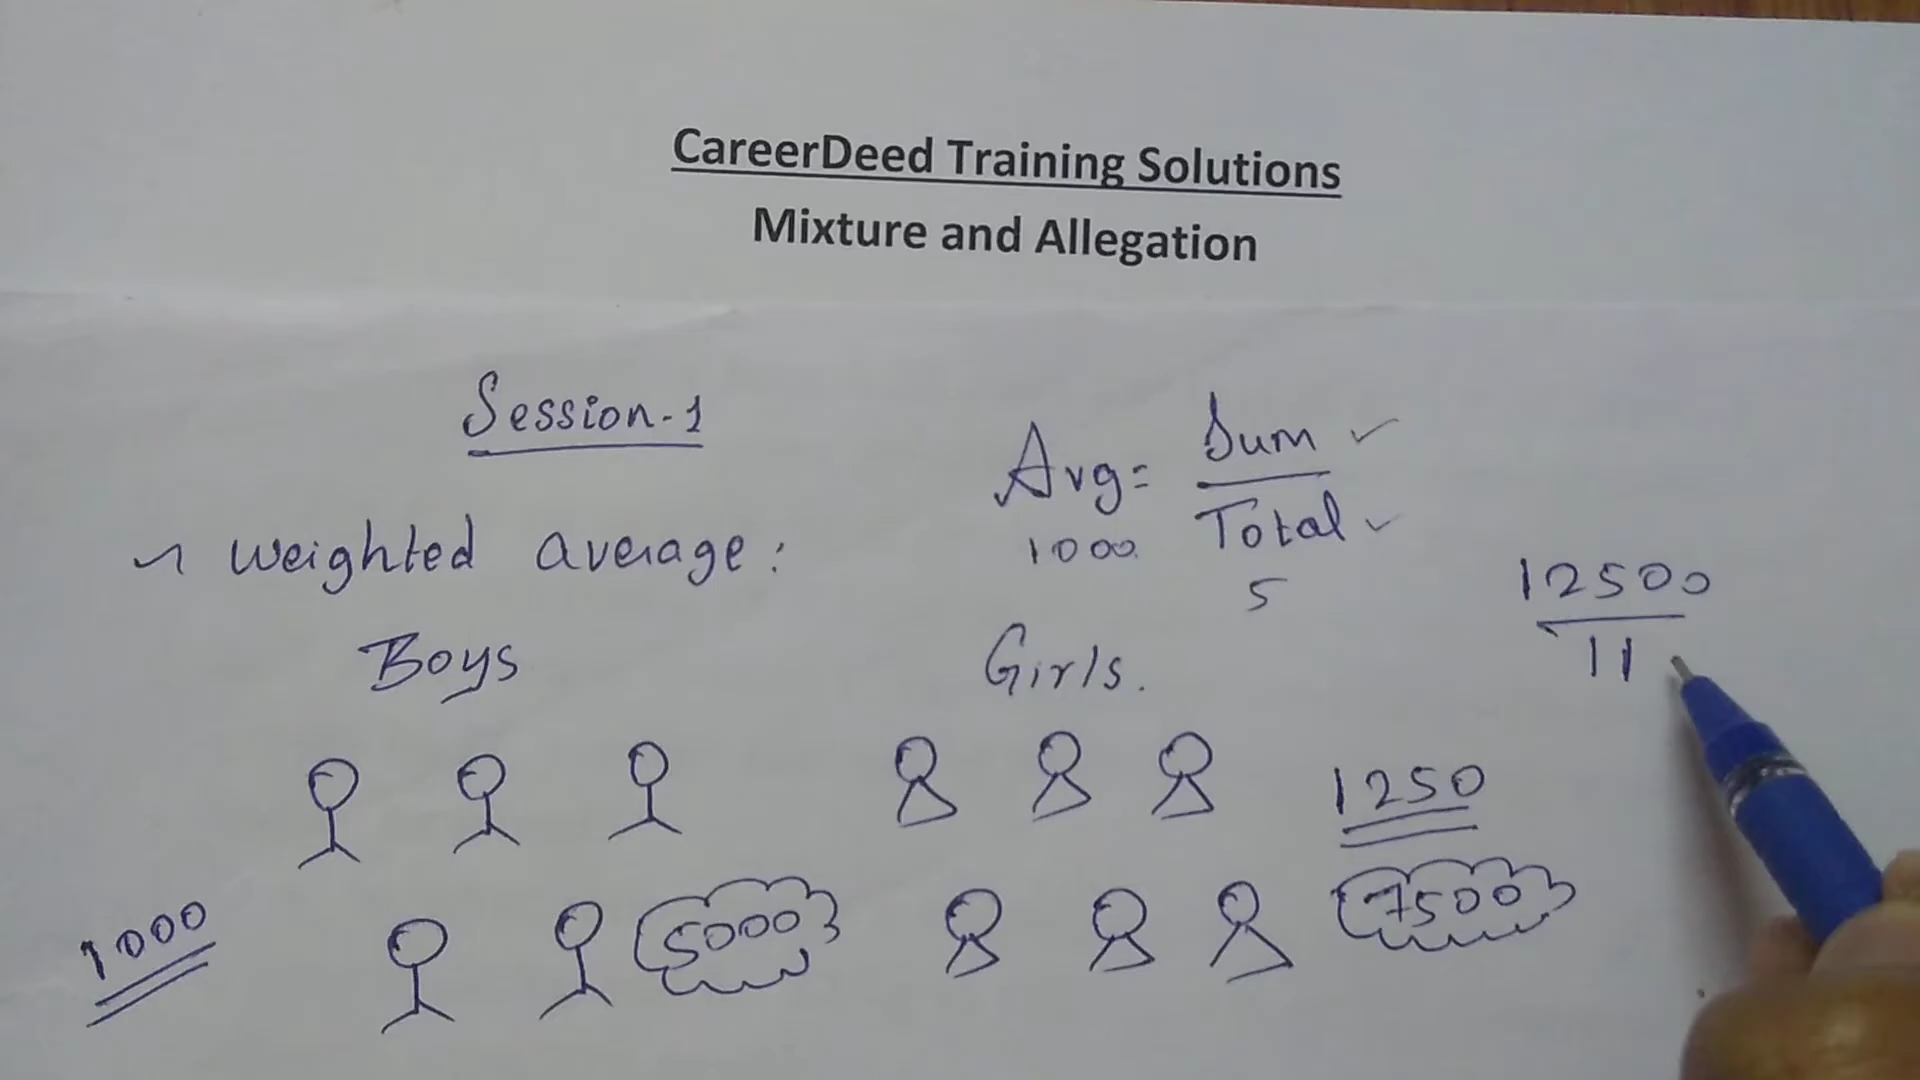 CareerDeed Training Solutions
Mixture and Allegation
Session-1
Avg = Sum
Total
1000
5
Weighted average:
12500
11
Boys
Girls.
1250
1000
5000
7500